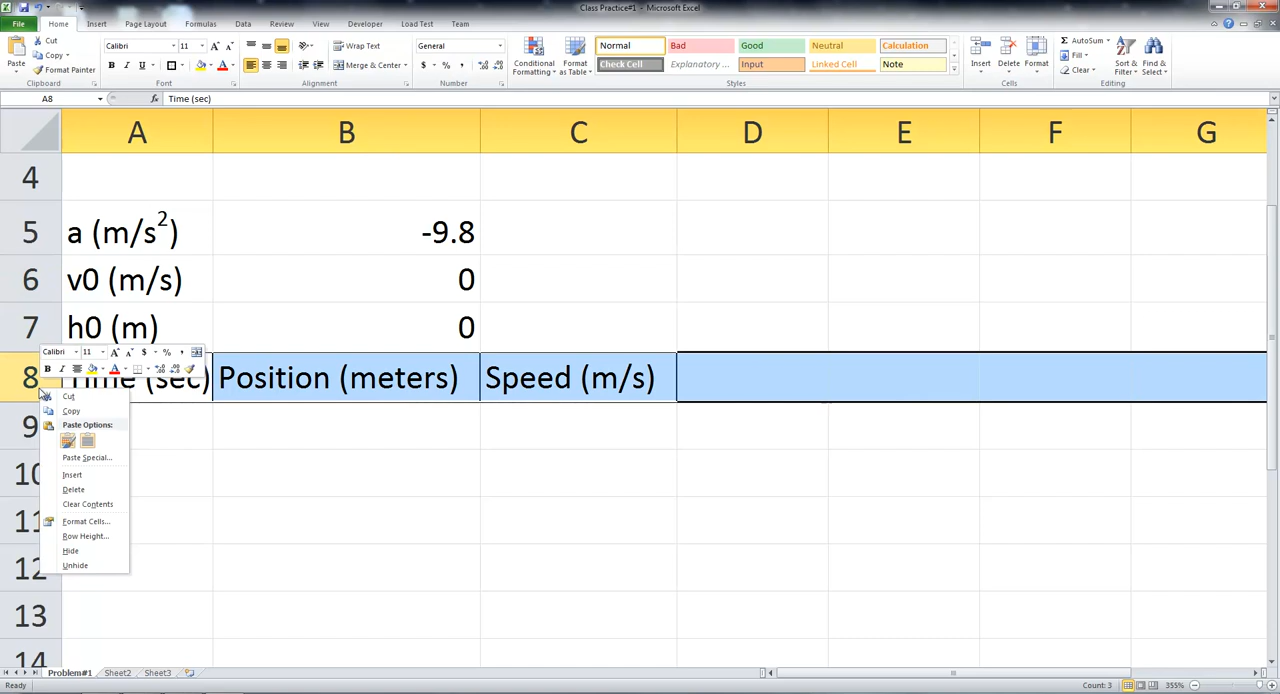 Class Practice#1 - Microsoft Excel
File Home Insert Page Layout Formulas Data Review View Developer Load Test Team
Cut
Copy
Format Painter
Paste
Clipboard
Calibri 11
B I U
Font
Wrap Text
Merge & Center
Alignment
General
$ % ,
Number
Conditional Formatting
Format as Table
Normal Bad Good Neutral Calculation
Check Cell Explanatory ... Input Linked Cell Note
Styles
Insert Delete Format
Cells
AutoSum
Fill
Clear
Sort & Filter
Find & Select
Editing
A8 fx Time (sec)
A B C D E F G
4
5 a (m/s²) -9.8
6 v0 (m/s) 0
7 h0 (m) 0
Calibri 11 A A $ % ,
B I A
8 Time (sec) Position (meters) Speed (m/s)
9
10
11
12
13
14
Cut
Copy
Paste Options:
Paste Special...
Insert
Delete
Clear Contents
Format Cells...
Row Height...
Hide
Unhide
Problem#1 Sheet2 Sheet3
Ready Count: 3 355%